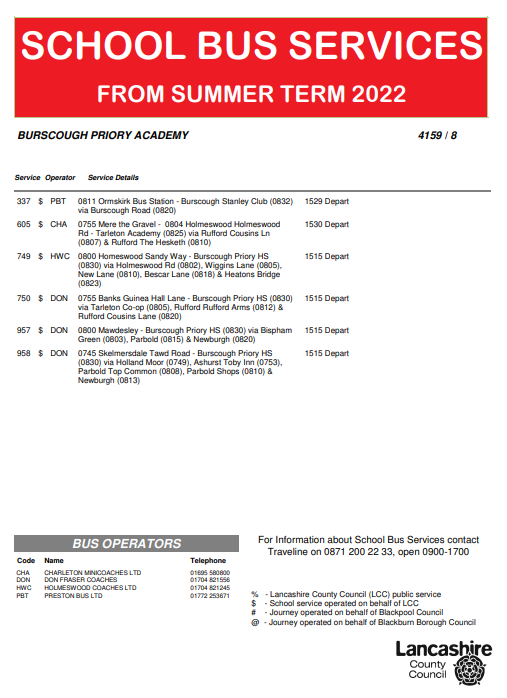 SCHOOL BUS SERVICES
FROM SUMMER TERM 2022
BURSCOUGH PRIORY ACADEMY 4159 / 8
Service Operator Service Details
337 $ PBT 0811 Ormskirk Bus Station - Burscough Stanley Club (0832) 1529 Depart
via Burscough Road (0820)
605 $ CHA 0755 Mere the Gravel - 0804 Holmeswood Holmeswood 1530 Depart
Rd - Tarleton Academy (0825) via Rufford Cousins Ln
(0807) & Rufford The Hesketh (0810)
749 $ HWC 0800 Homeswood Sandy Way - Burscough Priory HS 1515 Depart
(0830) via Holmeswood Rd (0802), Wiggins Lane (0805),
New Lane (0810), Bescar Lane (0818) & Heatons Bridge
(0823)
750 $ DON 0755 Banks Guinea Hall Lane - Burscough Priory HS (0830) 1515 Depart
via Tarleton Co-op (0805), Rufford Rufford Arms (0812) &
Rufford Cousins Lane (0820)
957 $ DON 0800 Mawdesley - Burscough Priory HS (0830) via Bispham 1515 Depart
Green (0803), Parbold (0815) & Newburgh (0820)
958 $ DON 0745 Skelmersdale Tawd Road - Burscough Priory HS 1515 Depart
(0830) via Holland Moor (0749), Ashurst Toby Inn (0753),
Parbold Top Common (0808), Parbold Shops (0810) &
Newburgh (0813)
BUS OPERATORS
Code Name Telephone
CHA CHARLETON MINICOACHES LTD 01695 580800
DON DON FRASER COACHES 01704 821556
HWC HOLMESWOOD COACHES LTD 01704 821245
PBT PRESTON BUS LTD 01772 253671
For Information about School Bus Services contact
Traveline on 0871 200 22 33, open 0900-1700
% - Lancashire County Council (LCC) public service
$ - School service operated on behalf of LCC
# - Journey operated on behalf of Blackpool Council
@ - Journey operated on behalf of Blackburn Borough Council
Lancashire
County
Council